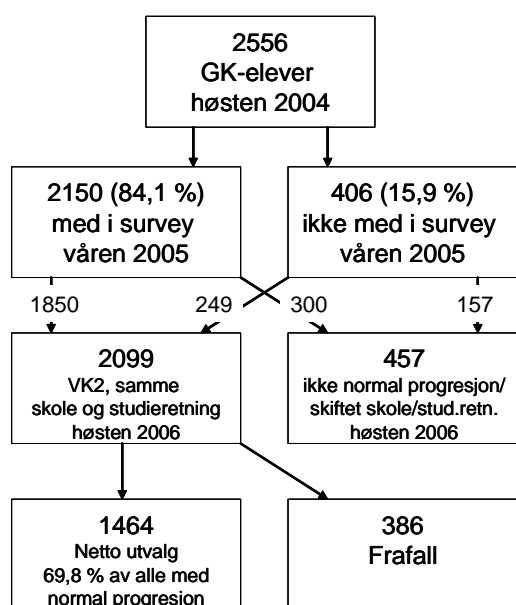 2556
GK-elever
høsten 2004
2150 (84,1 %)
med i survey
våren 2005
406 (15,9 %)
ikke med i survey
våren 2005
1850
249
300
157
2099
VK2, samme
skole og studieretning
høsten 2006
457
ikke normal progresjon/
skiftet skole/stud.retn.
høsten 2006
1464
Netto utvalg
69,8 % av alle med
normal progresjon
386
Frafall